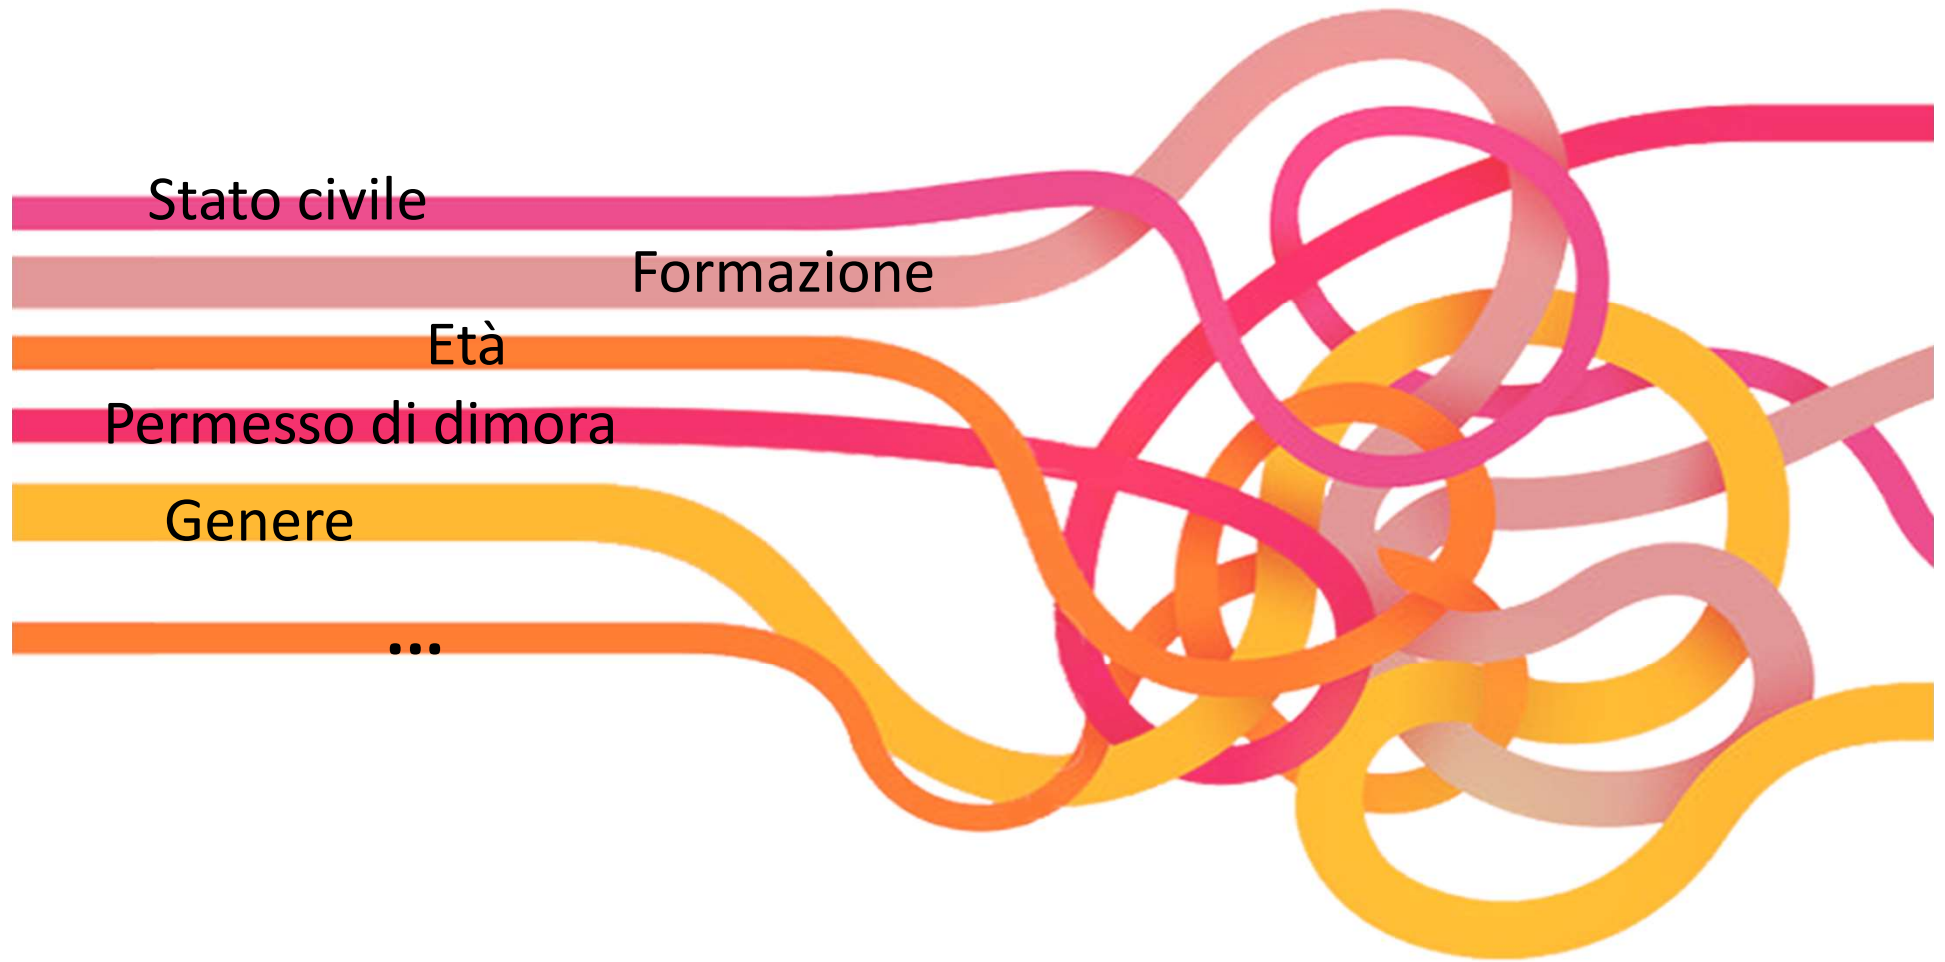 Stato civile
Formazione
Età
Permesso di dimora
Genere
...